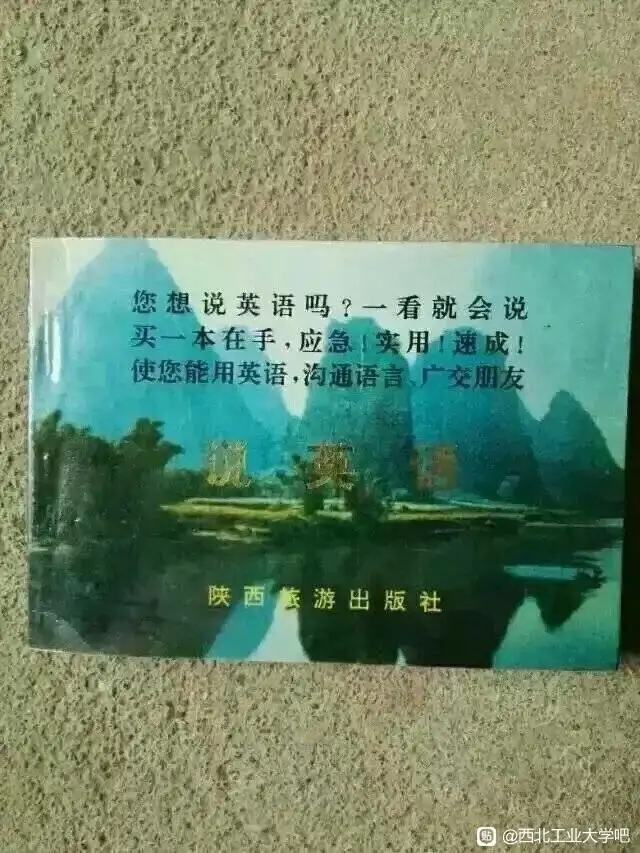 您想说英语吗?一看就会说
买一本在手,应急!实用!速成!
使您能用英语,沟通语言、广交朋友
说英语
陕西旅游出版社
贴 @西北工业大学吧